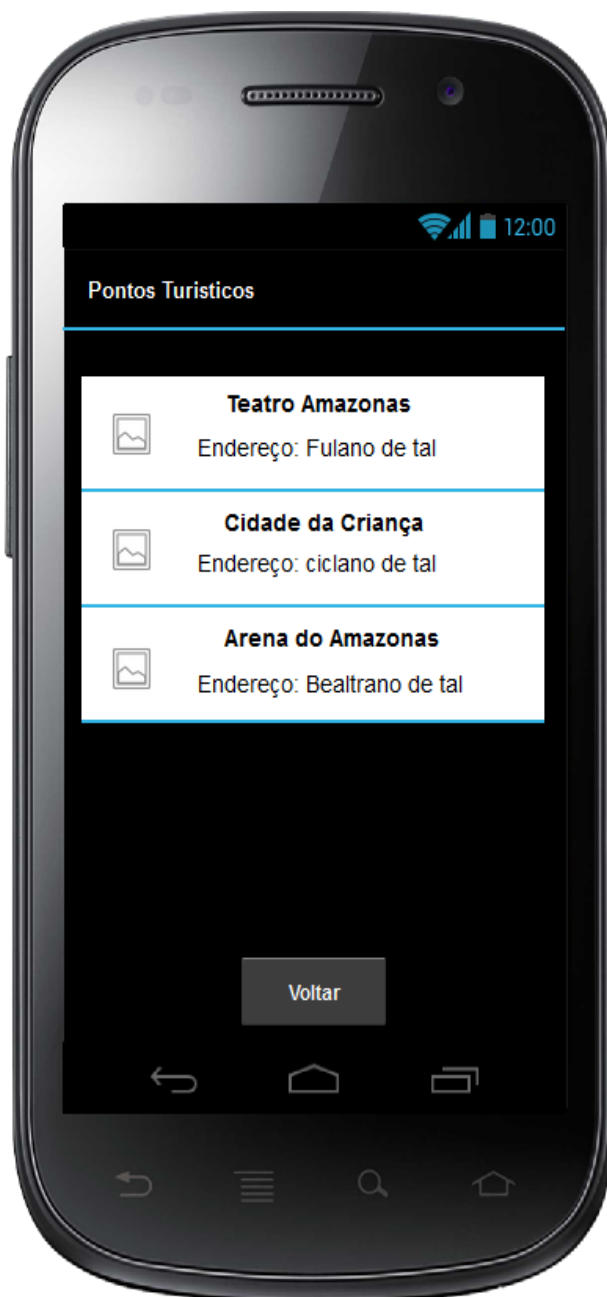 12:00
Pontos Turisticos
Teatro Amazonas
Endereço: Fulano de tal
Cidade da Criança
Endereço: ciclano de tal
Arena do Amazonas
Endereço: Bealtrano de tal
Voltar